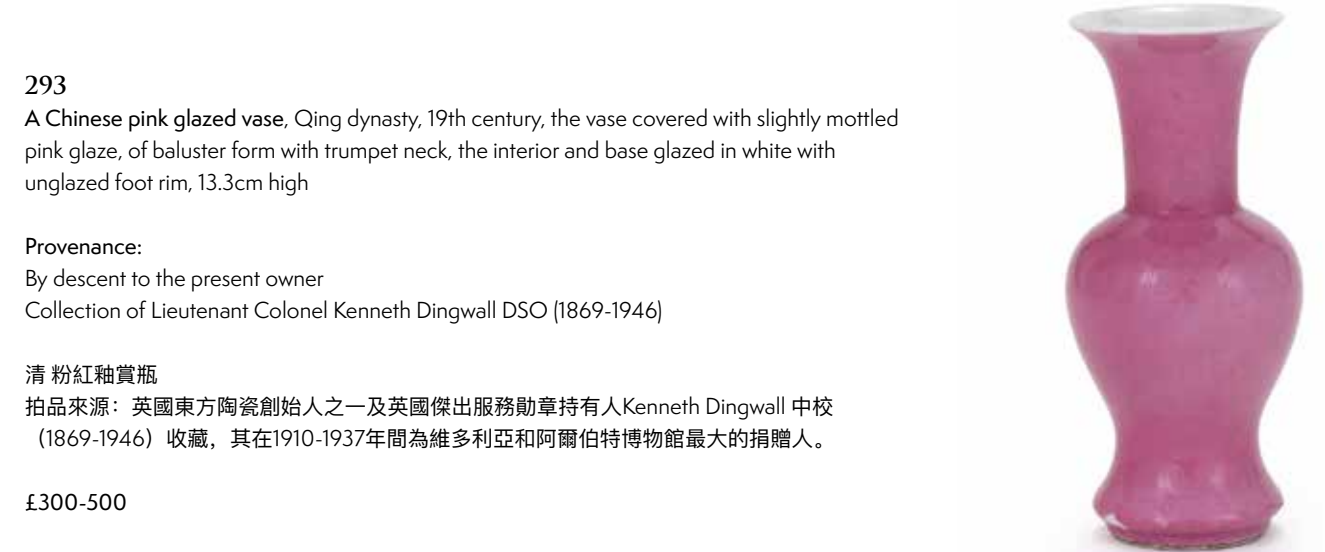 293
A Chinese pink glazed vase, Qing dynasty, 19th century, the vase covered with slightly mottled
pink glaze, of baluster form with trumpet neck, the interior and base glazed in white with
unglazed foot rim, 13.3cm high
Provenance:
By descent to the present owner
Collection of Lieutenant Colonel Kenneth Dingwall DSO (1869-1946)
清 粉紅釉賞瓶
拍品來源：英國東方陶瓷創始人之一及英國傑出服務勛章持有人Kenneth Dingwall 中校
（1869-1946）收藏，其在1910-1937年間為維多利亞和阿爾伯特博物館最大的捐贈人。
£300-500